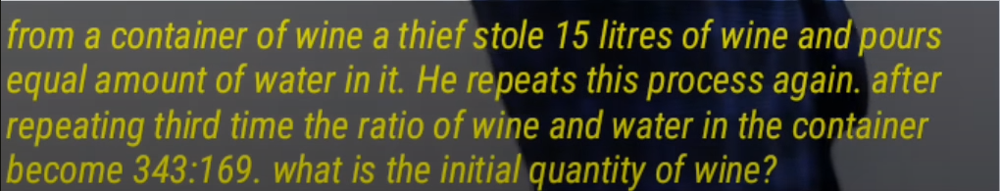 from a container of wine a thief stole 15 litres of wine and pours
equal amount of water in it. He repeats this process again. after
repeating third time the ratio of wine and water in the container
become 343:169. what is the initial quantity of wine?